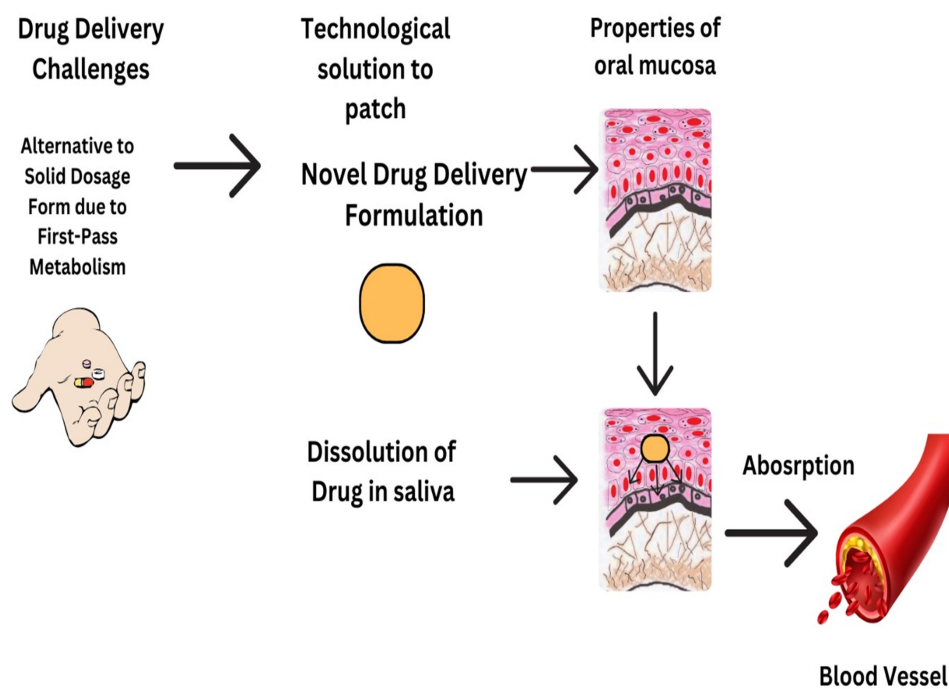 Drug Delivery
Challenges
Alternative to
Solid Dosage
Form due to
First-Pass
Metabolism
Technological
solution to
patch
Novel Drug Delivery
Formulation
Properties of
oral mucosa
Dissolution of
Drug in saliva
Abosrption
Blood Vessel